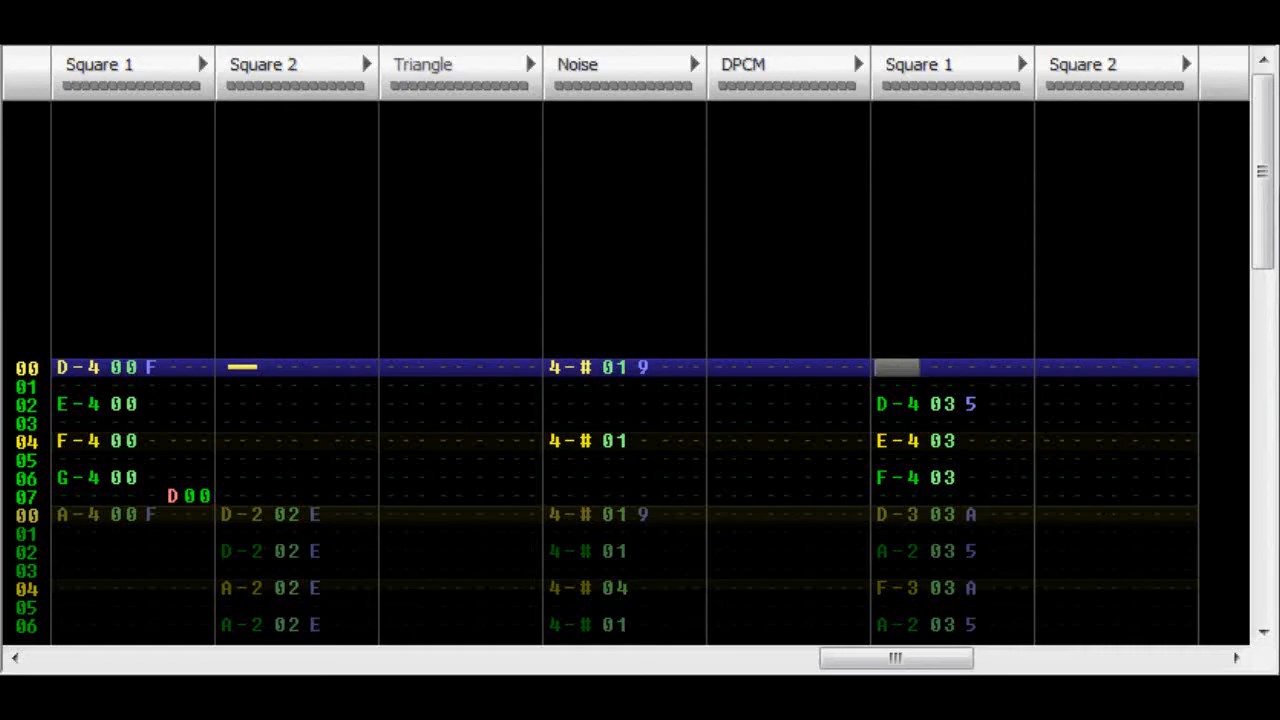 Square 1 Square 2 Triangle Noise DPCM Square 1 Square 2
00 D-4 00 F 4-# 01 9
01
02 E-4 00 D-4 03 5
03
04 F-4 00 4-# 01 E-4 03
05
06 G-4 00 F-4 03
07 D00
00 A-4 00 F D-2 02 E 4-# 01 9 D-3 03 A
01
02 D-2 02 E 4-# 01 A-2 03 5
03
04 A-2 02 E 4-# 04 F-3 03 A
05
06 A-2 02 E 4-# 01 A-2 03 5